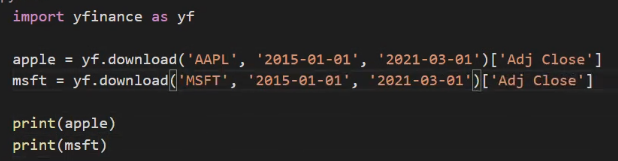 import yfinance as yf
apple = yf.download('AAPL', '2015-01-01', '2021-03-01')['Adj Close']
msft = yf.download('MSFT', '2015-01-01', '2021-03-01')['Adj Close']
print(apple)
print(msft)